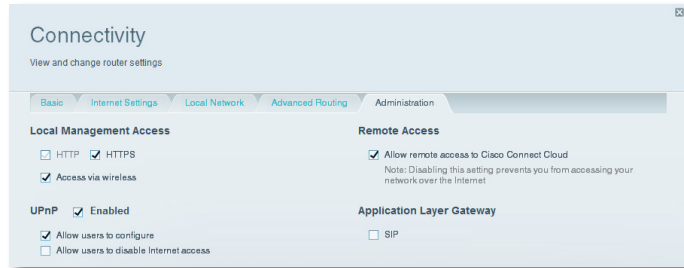 Connectivity
View and change router settings
Basic
Internet Settings
Local Network
Advanced Routing
Administration
Local Management Access
HTTP
HTTPS
Access via wireless
UPnP
Enabled
Allow users to configure
Allow users to disable Internet access
Remote Access
Allow remote access to Cisco Connect Cloud
Note: Disabling this setting prevents you from accessing your
network over the Internet
Application Layer Gateway
SIP